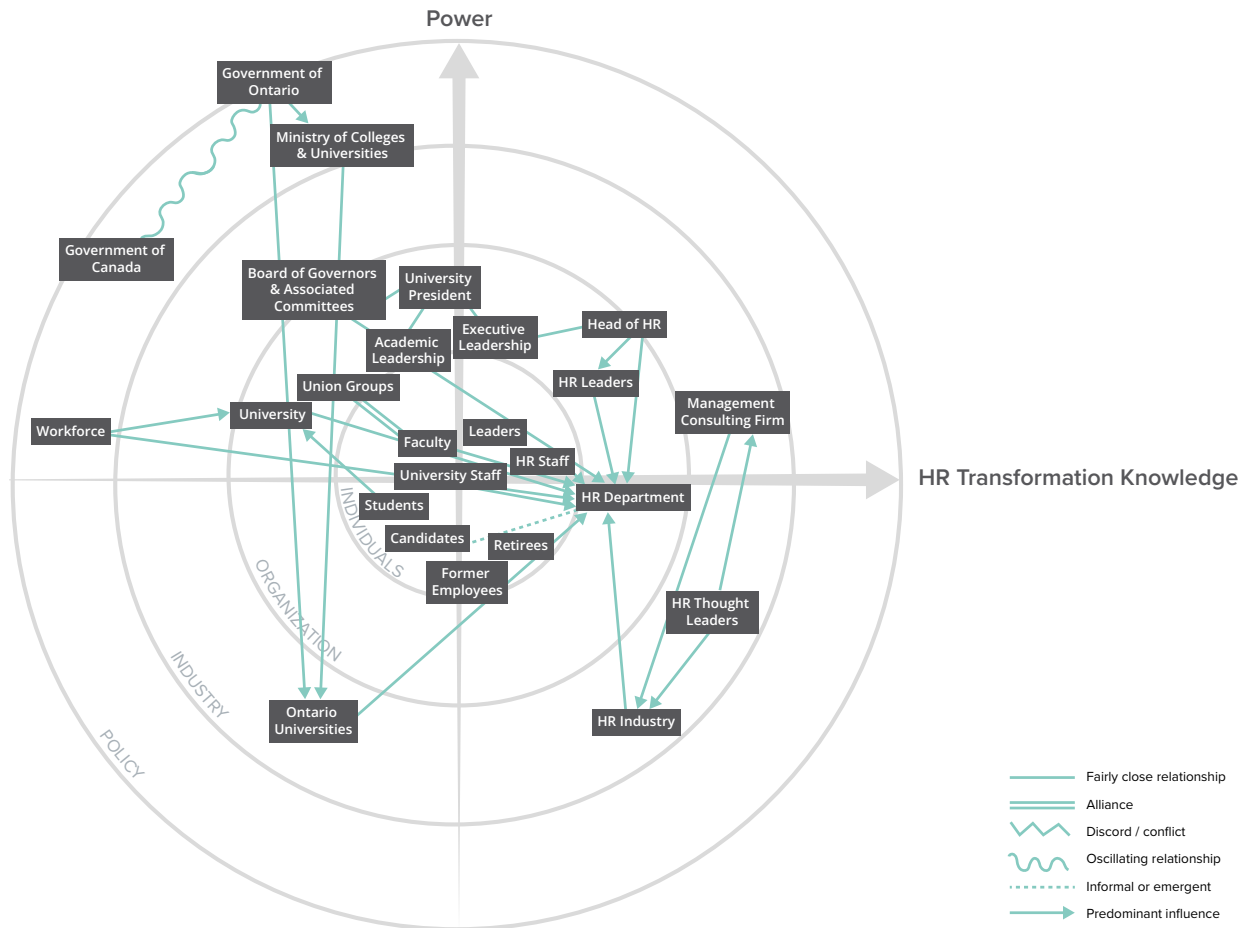 Power
Government of
Ontario
Ministry of Colleges
& Universities
Government of
Canada
Board of Governors
& Associated
Committees
University
President
Head of HR
Executive
Leadership
Academic
Leadership
HR Leaders
Union Groups
Management
Consulting Firm
University
Workforce
Leaders
Faculty
HR Staff
University Staff
HR Transformation Knowledge
HR Department
Students
INDIVIDUALS
Candidates
Retirees
Former
Employees
ORGANIZATION
HR Thought
Leaders
INDUSTRY
Ontario
Universities
HR Industry
POLICY
Fairly close relationship
Alliance
Discord / conflict
Oscillating relationship
Informal or emergent
Predominant influence